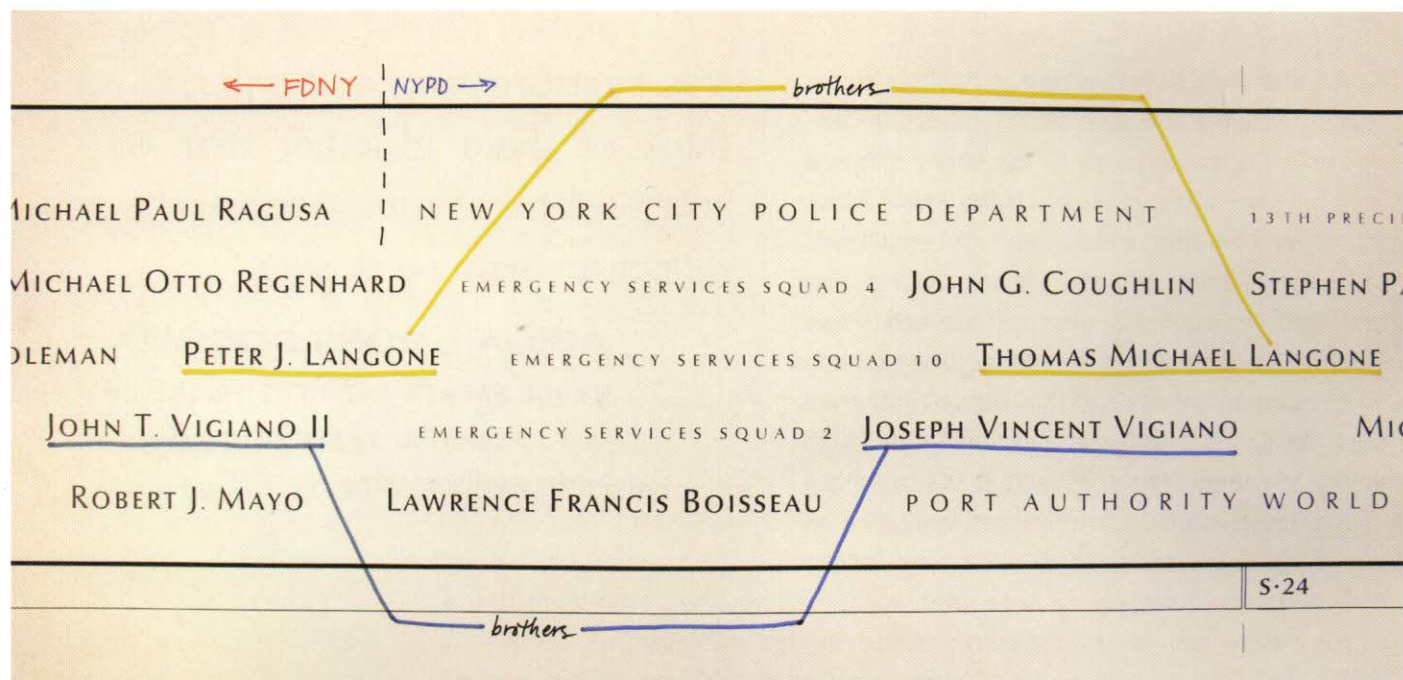 ← FDNY NYPD →
brothers
MICHAEL PAUL RAGUSA NEW YORK CITY POLICE DEPARTMENT 13TH PRECI
MICHAEL OTTO REGENHARD EMERGENCY SERVICES SQUAD 4 JOHN G. COUGHLIN STEPHEN PA
OLEMAN PETER J. LANGONE EMERGENCY SERVICES SQUAD 10 THOMAS MICHAEL LANGONE
JOHN T. VIGIANO II EMERGENCY SERVICES SQUAD 2 JOSEPH VINCENT VIGIANO MIC
ROBERT J. MAYO LAWRENCE FRANCIS BOISSEAU PORT AUTHORITY WORLD
S·24
brothers